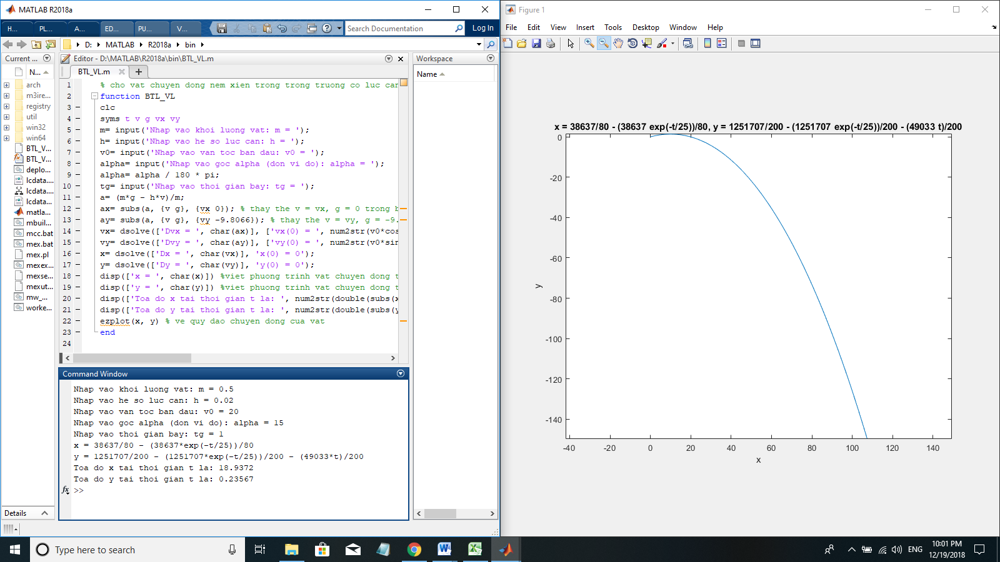 MATLAB R2018a
H... PL... A... ED... PU... V... Search Documentation Log In
D: MATLAB R2018a bin
Current ...
N...
arch
m3ire...
registry
util
win32
win64
BTL_V...
BTL_V...
deplo...
lcdata....
lcdata....
lcdata....
matla...
mbuil...
mcc.bat
mex.bat
mex.pl
mexex...
mexse...
mexut...
mw_...
worke...
Details
Editor - D:\MATLAB\R2018a\bin\BTL_VL.m
BTL_VL.m
1 % cho vat chuyen dong nem xien trong trong truong co luc can
2 function BTL_VL
3 clc
4 syms t v g vx vy
5 m= input('Nhap vao khoi luong vat: m = ');
6 h= input('Nhap vao he so luc can: h = ');
7 v0= input('Nhap vao van toc ban dau: v0 = ');
8 alpha= input('Nhap vao goc alpha (don vi do): alpha = ');
9 alpha= alpha / 180 * pi;
10 tg= input('Nhap vao thoi gian bay: tg = ');
11 a= (m*g - h*v)/m;
12 ax= subs(a, {v g}, {vx 0}); % thay the v = vx, g = 0 trong b
13 ay= subs(a, {v g}, {vy -9.8066}); % thay the v = vy, g = -9.
14 vx= dsolve(['Dvx = ', char(ax)], ['vx(0) = ', num2str(v0*cos
15 vy= dsolve(['Dvy = ', char(ay)], ['vy(0) = ', num2str(v0*sin
16 x= dsolve(['Dx = ', char(vx)], 'x(0) = 0');
17 y= dsolve(['Dy = ', char(vy)], 'y(0) = 0');
18 disp(['x = ', char(x)]) %viet phuong trinh vat chuyen dong t
19 disp(['y = ', char(y)]) %viet phuong trinh vat chuyen dong t
20 disp(['Toa do x tai thoi gian t la: ', num2str(double(subs(x
21 disp(['Toa do y tai thoi gian t la: ', num2str(double(subs(y
22 ezplot(x, y) % ve quy dao chuyen dong cua vat
23 end
24
Command Window
Nhap vao khoi luong vat: m = 0.5
Nhap vao he so luc can: h = 0.02
Nhap vao van toc ban dau: v0 = 20
Nhap vao goc alpha (don vi do): alpha = 15
Nhap vao thoi gian bay: tg = 1
x = 38637/80 - (38637*exp(-t/25))/80
y = 1251707/200 - (1251707*exp(-t/25))/200 - (49033*t)/200
Toa do x tai thoi gian t la: 18.9372
Toa do y tai thoi gian t la: 0.23567
fx >>
Workspace
Name
Figure 1
File Edit View Insert Tools Desktop Window Help
x = 38637/80 - (38637 exp(-t/25))/80, y = 1251707/200 - (1251707 exp(-t/25))/200 - (49033 t)/200
0
-20
-40
-60
-80
-100
-120
-140
y
-40 -20 0 20 40 60 80 100 120 140
x
Type here to search
ENG
10:01 PM
12/19/2018